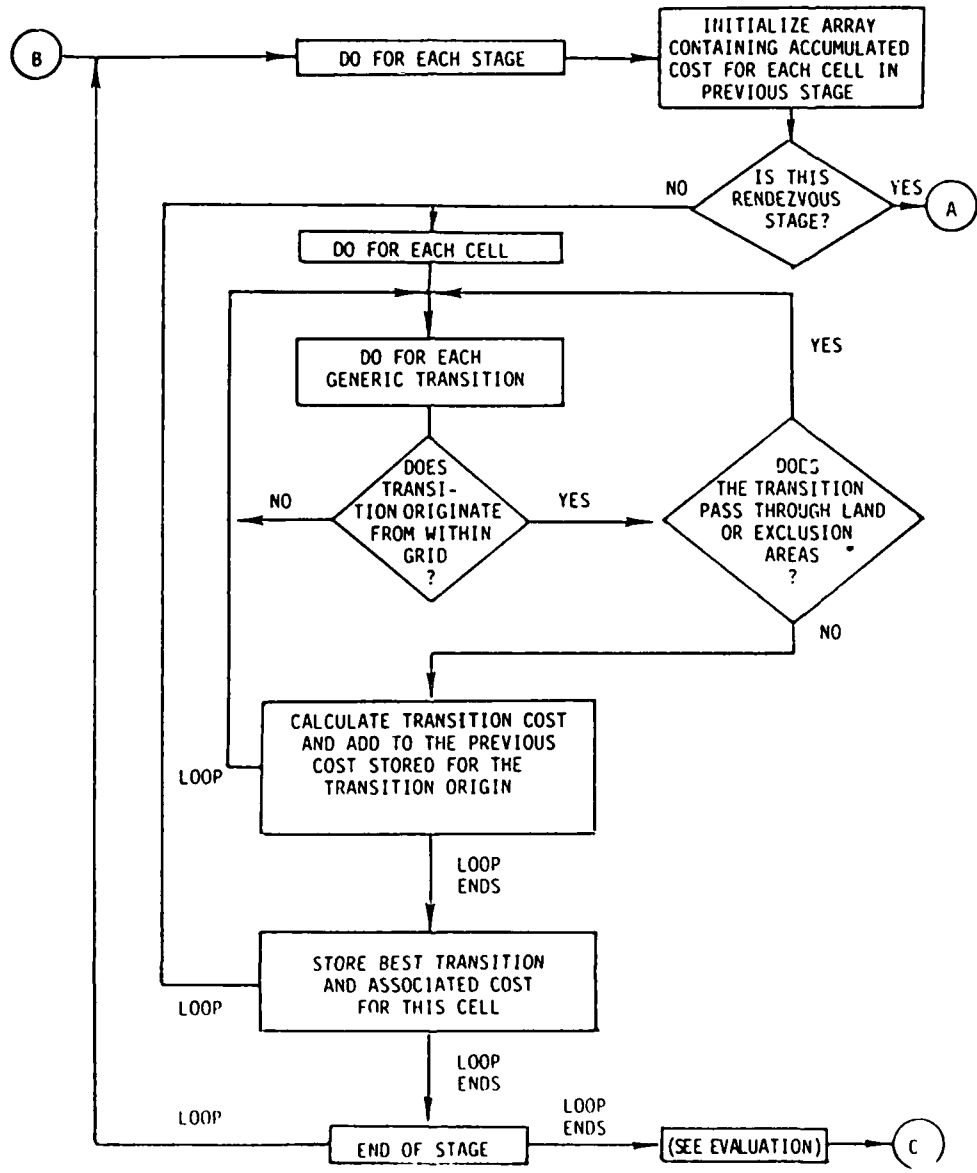 B
DO FOR EACH STAGE
INITIALIZE ARRAY
CONTAINING ACCUMULATED
COST FOR EACH CELL IN
PREVIOUS STAGE
IS THIS
RENDEZVOUS
STAGE?
NO
YES
A
DO FOR EACH CELL
DO FOR EACH
GENERIC TRANSITION
YES
DOES
TRANSI-
TION ORIGINATE
FROM WITHIN
GRID
?
NO
YES
DOES
THE TRANSITION
PASS THROUGH LAND
OR EXCLUSION
AREAS
?
NO
CALCULATE TRANSITION COST
AND ADD TO THE PREVIOUS
COST STORED FOR THE
TRANSITION ORIGIN
LOOP
LOOP
ENDS
STORE BEST TRANSITION
AND ASSOCIATED COST
FOR THIS CELL
LOOP
LOOP
ENDS
LOOP
END OF STAGE
LOOP
ENDS
(SEE EVALUATION)
C